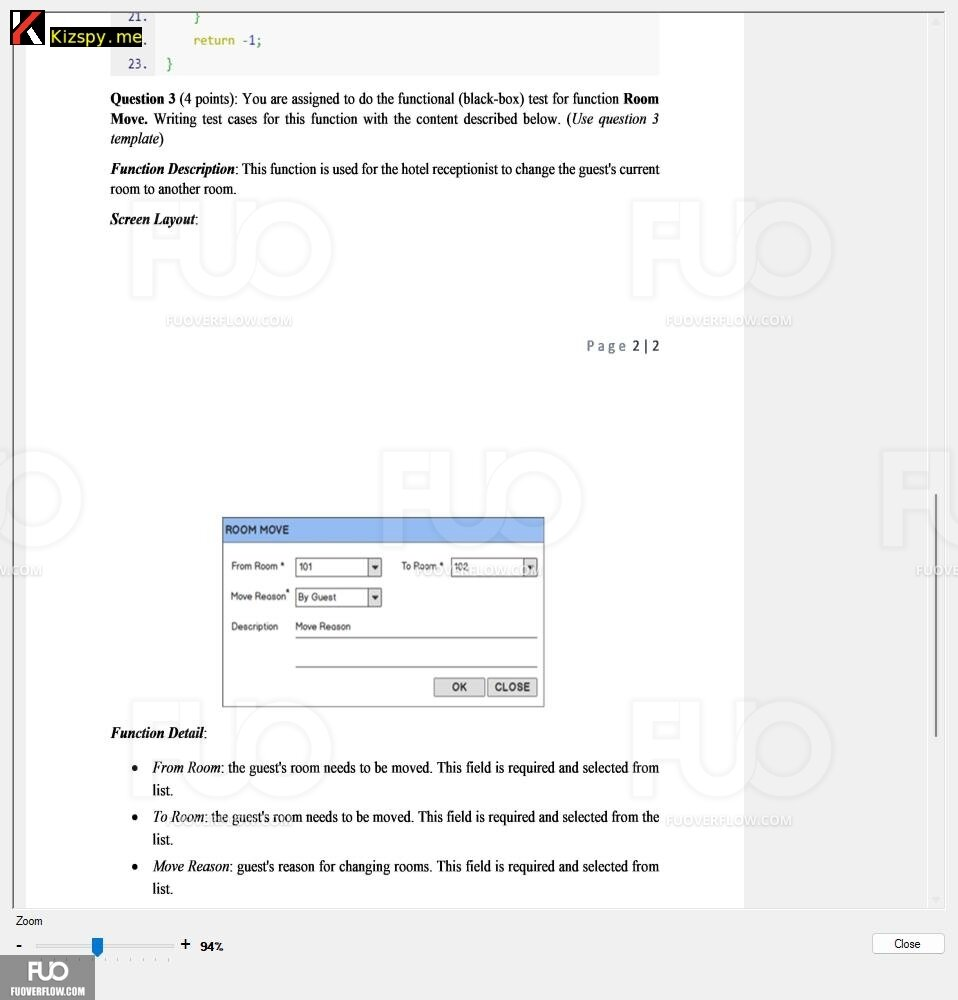 21. }
Kizspy.me
return -1;
23. }
Question 3 (4 points): You are assigned to do the functional (black-box) test for function Room
Move. Writing test cases for this function with the content described below. (Use question 3
template)
Function Description: This function is used for the hotel receptionist to change the guest's current
room to another room.
Screen Layout:
FUO FUO
FUOVERFLOW.COM FUOVERFLOW.COM
Page 2|2
FUO
ROOM MOVE
From Room * 101 To Room * 102
Move Reason* By Guest
Description Move Reason
OK CLOSE
Function Detail:
• From Room: the guest's room needs to be moved. This field is required and selected from
list.
• To Room: the guest's room needs to be moved. This field is required and selected from the
list.
• Move Reason: guest's reason for changing rooms. This field is required and selected from
list.
Zoom
- + 94%
Close
FUO
FUOVERFLOW.COM